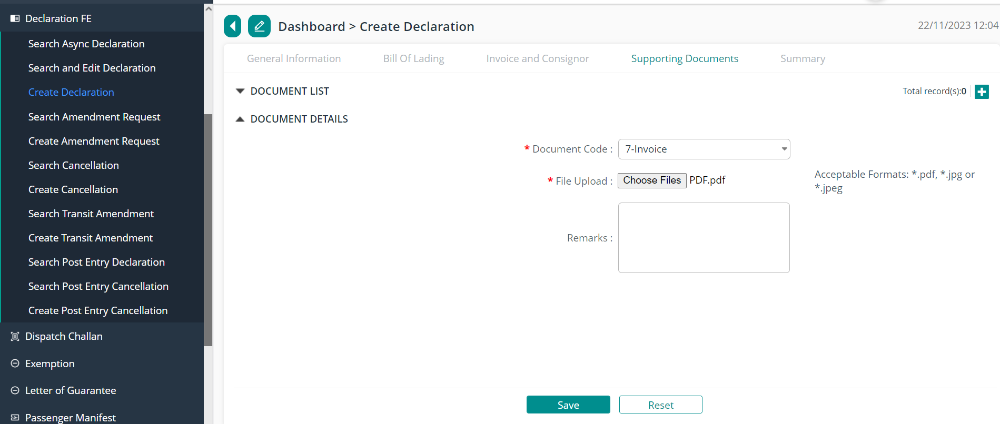 Declaration FE
Search Async Declaration
Search and Edit Declaration
Create Declaration
Search Amendment Request
Create Amendment Request
Search Cancellation
Create Cancellation
Search Transit Amendment
Create Transit Amendment
Search Post Entry Declaration
Search Post Entry Cancellation
Create Post Entry Cancellation
Dispatch Challan
Exemption
Letter of Guarantee
Passenger Manifest
Dashboard > Create Declaration
22/11/2023 12:04
General Information
Bill Of Lading
Invoice and Consignor
Supporting Documents
Summary
DOCUMENT LIST
Total record(s):0
DOCUMENT DETAILS
* Document Code :
7-Invoice
* File Upload :
Choose Files PDF.pdf
Acceptable Formats: *.pdf, *.jpg or
*.jpeg
Remarks :
Save
Reset